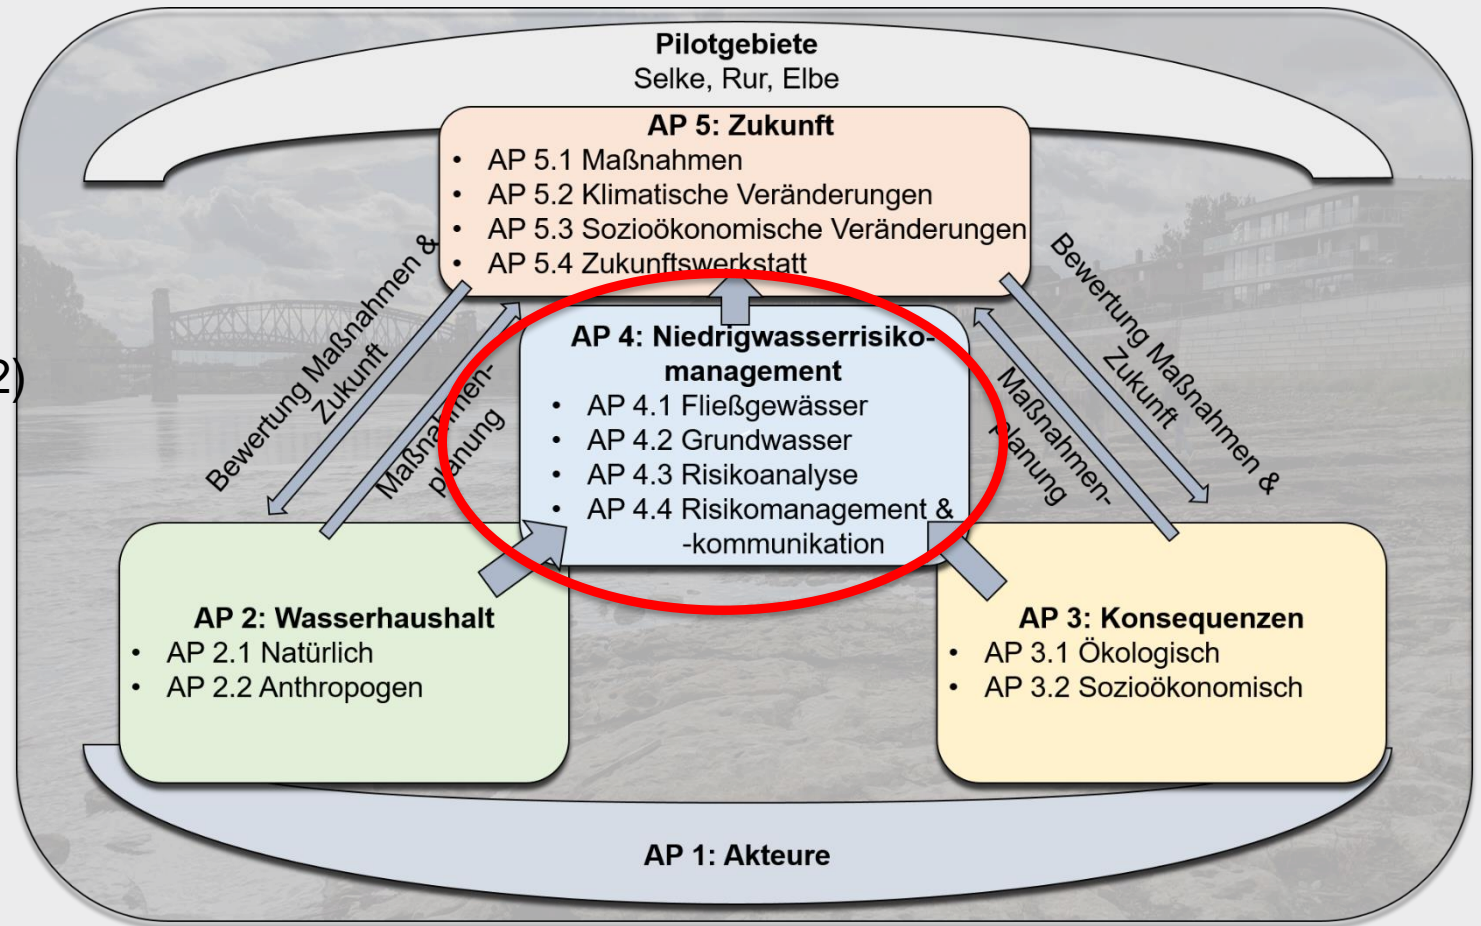 Pilotgebiete
Selke, Rur, Elbe
AP 5: Zukunft
• AP 5.1 Maßnahmen
• AP 5.2 Klimatische Veränderungen
• AP 5.3 Sozioökonomische Veränderungen
• AP 5.4 Zukunftswerkstatt
Bewertung Maßnahmen &
Zukunft
Maßnahmen-
planung
AP 4: Niedrigwasserrisiko-
management
• AP 4.1 Fließgewässer
• AP 4.2 Grundwasser
• AP 4.3 Risikoanalyse
• AP 4.4 Risikomanagement &
-kommunikation
Maßnahmen-
planung
Bewertung Maßnahmen &
Zukunft
2)
AP 2: Wasserhaushalt
• AP 2.1 Natürlich
• AP 2.2 Anthropogen
AP 3: Konsequenzen
• AP 3.1 Ökologisch
• AP 3.2 Sozioökonomisch
AP 1: Akteure